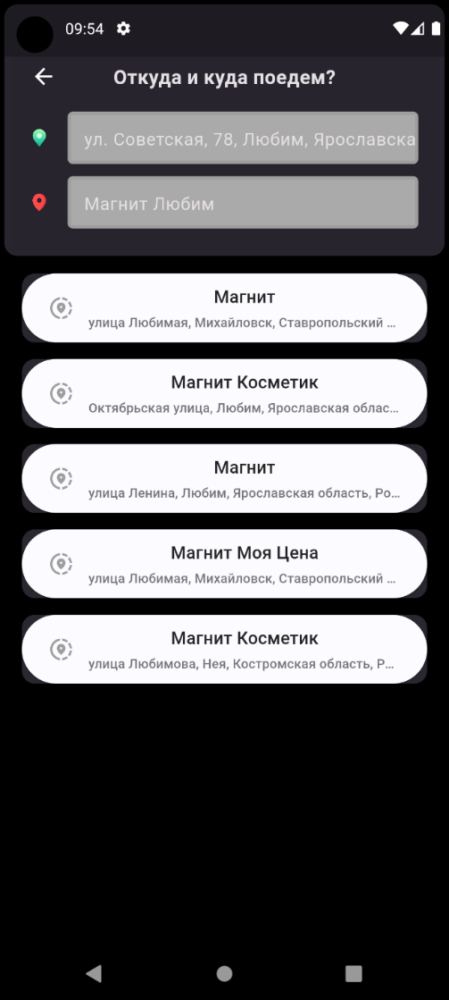 09:54
Откуда и куда поедем?
ул. Советская, 78, Любим, Ярославска
Магнит Любим
Магнит
улица Любимая, Михайловск, Ставропольский ...
Магнит Косметик
Октябрьская улица, Любим, Ярославская облас...
Магнит
улица Ленина, Любим, Ярославская область, Ро...
Магнит Моя Цена
улица Любимая, Михайловск, Ставропольский ...
Магнит Косметик
улица Любимова, Нея, Костромская область, Р...